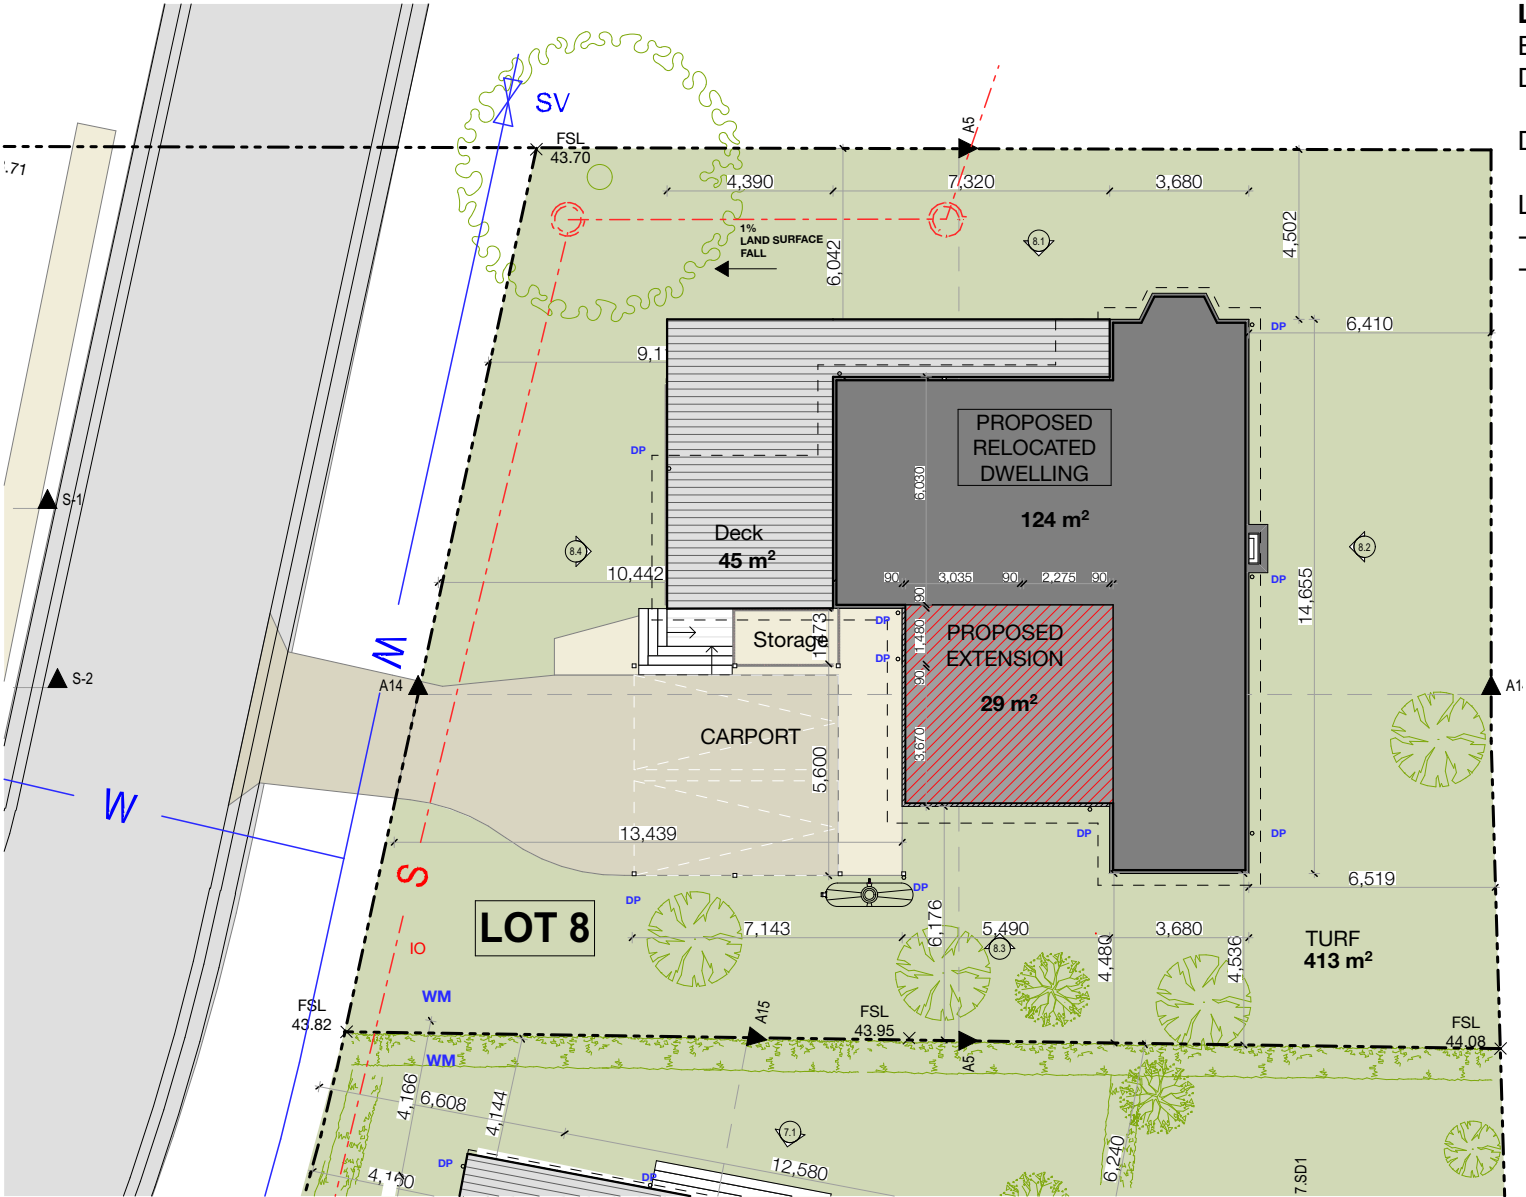 SV
FSL
43.70
A5
4,390
7,320
3,680
1%
LAND SURFACE
FALL
6,042
8.1
4,502
DP
6,410
PROPOSED
RELOCATED
DWELLING
124 m²
6,030
DP
S-1
8.4
Deck
45 m²
8.2
10,442
90
3,035
90
2,275
90
DP
14,655
90
DP
1,480
PROPOSED
EXTENSION
29 m²
Storage
DP
90
W
S-2
A14
CARPORT
5,600
3,670
W
13,439
DP
DP
S
DP
DP
6,519
LOT 8
7,143
6,176
5,490
8.3
3,680
4,480
4,536
TURF
413 m²
IO
WM
FSL
43.82
A15
FSL
43.95
A5
FSL
44.08
WM
4,166
6,608
4,144
7.1
12,580
6,240
DP
DP
7.SD1